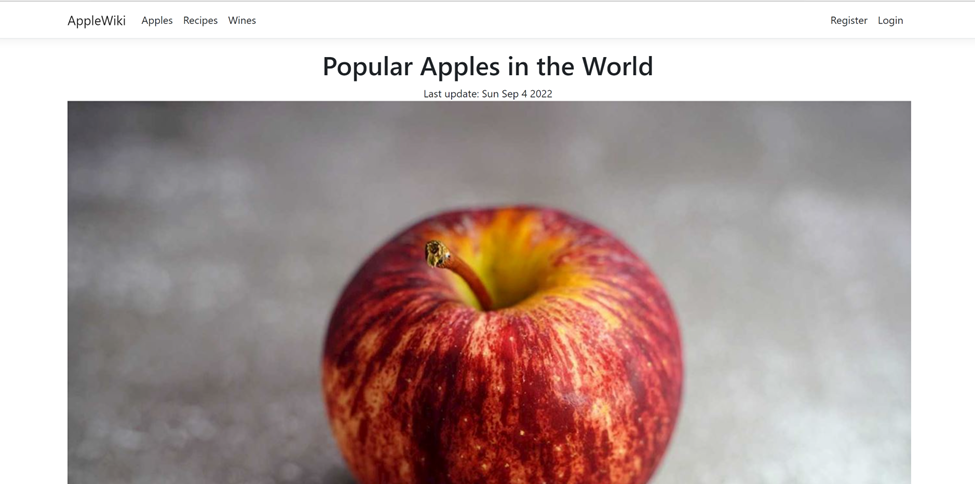 AppleWiki Apples Recipes Wines Register Login
Popular Apples in the World
Last update: Sun Sep 4 2022